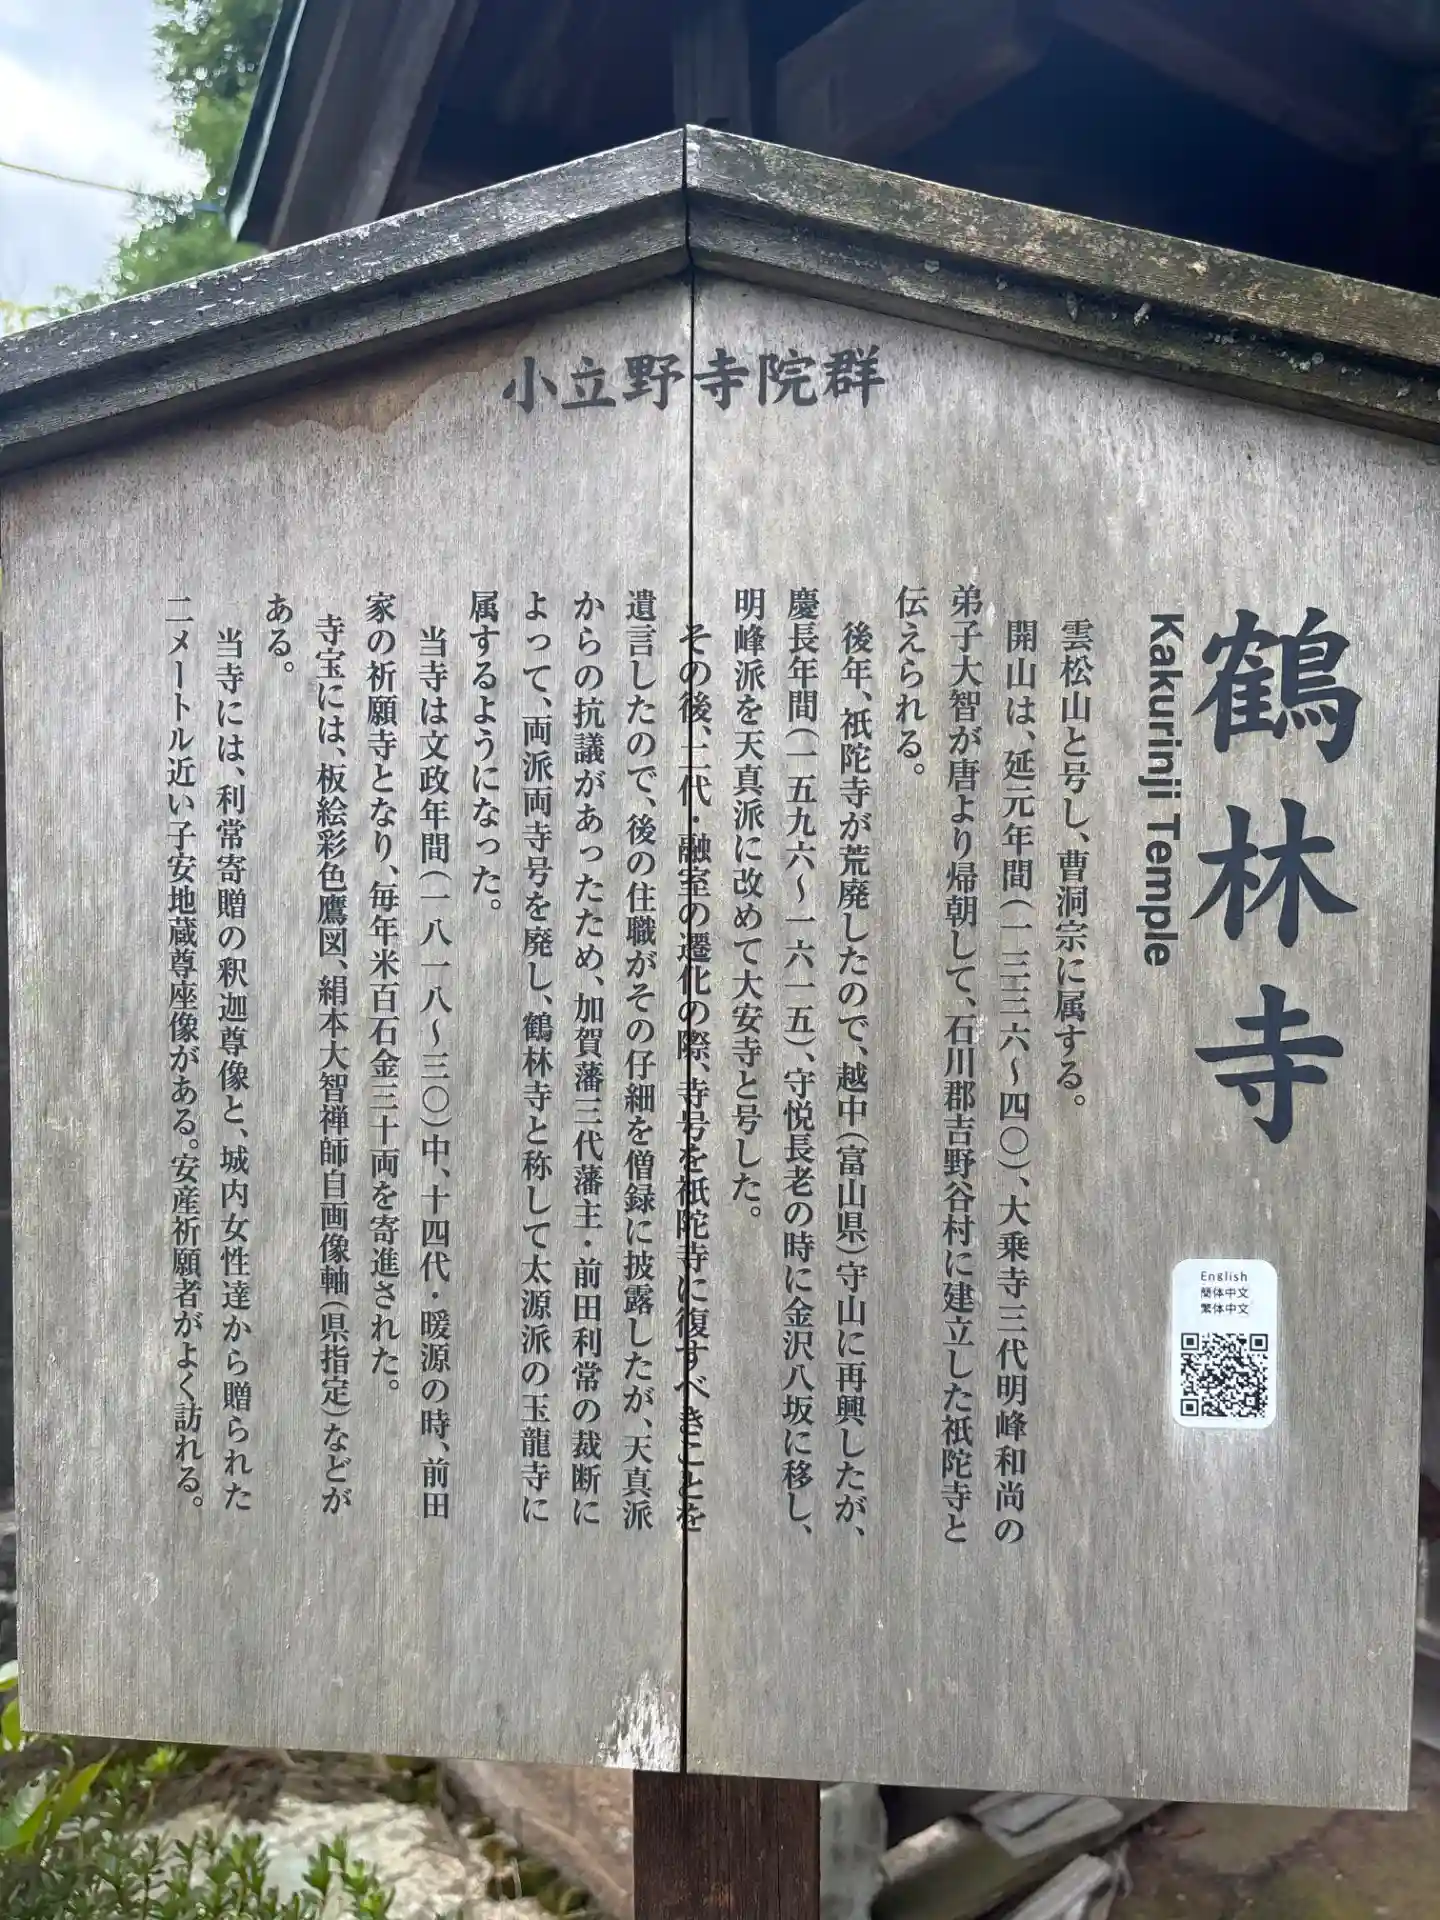 小立野寺院群
鶴林寺
Kakurinji Temple
English
簡体中文
繁体中文
雲松山と号し、曹洞宗に属する。
開山は、延元年間(一三三六〜四〇)、大乗寺三代明峰和尚の
弟子大智が唐より帰朝して、石川郡吉野谷村に建立した祇陀寺と
伝えられる。
後年、祇陀寺が荒廃したので、越中(富山県)守山に再興したが、
慶長年間(一五九六〜一六一五)、守悦長老の時に金沢八坂に移し、
明峰派を天真派に改めて大安寺と号した。
その後、二代・融室の遷化の際、寺号を祇陀寺に復すべきことを
遺言したので、後の住職がその仔細を僧録に披露したが、天真派
からの抗議があったため、加賀藩三代藩主・前田利常の裁断に
よって、両派両寺号を廃し、鶴林寺と称して太源派の玉龍寺に
属するようになった。
当寺は文政年間(一八一八〜三〇)中、十四代・暖源の時、前田
家の祈願寺となり、毎年米百石金三十両を寄進された。
寺宝には、板絵彩色鷹図、絹本大智禅師自画像軸(県指定)などが
ある。
当寺には、利常寄贈の釈迦尊像と、城内女性達から贈られた
二メートル近い子安地蔵尊座像がある。安産祈願者がよく訪れる。